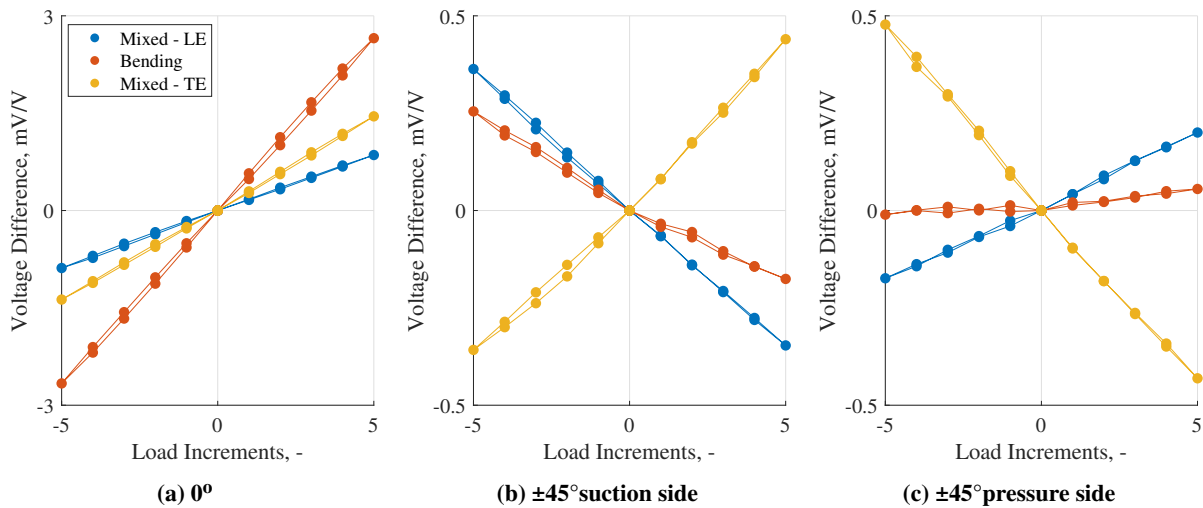 3
0
-3
-5
0
5
Voltage Difference, mV/V
Load Increments, -
Mixed - LE
Bending
Mixed - TE
(a) 0º
0.5
0
-0.5
-5
0
5
Voltage Difference, mV/V
Load Increments, -
(b) ±45°suction side
0.5
0
-0.5
-5
0
5
Voltage Difference, mV/V
Load Increments, -
(c) ±45°pressure side